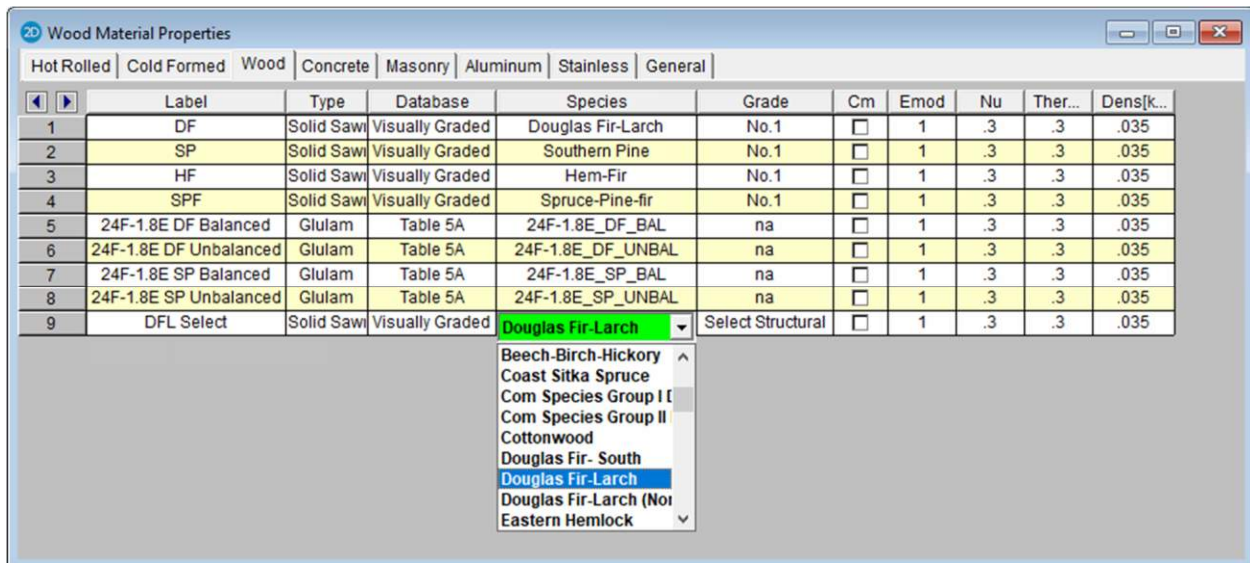 2D Wood Material Properties
Hot Rolled Cold Formed Wood Concrete Masonry Aluminum Stainless General
Label Type Database Species Grade Cm Emod Nu Ther... Dens[k...
1 DF Solid Sawn Visually Graded Douglas Fir-Larch No.1 1 .3 .3 .035
2 SP Solid Sawn Visually Graded Southern Pine No.1 1 .3 .3 .035
3 HF Solid Sawn Visually Graded Hem-Fir No.1 1 .3 .3 .035
4 SPF Solid Sawn Visually Graded Spruce-Pine-fir No.1 1 .3 .3 .035
5 24F-1.8E DF Balanced Glulam Table 5A 24F-1.8E_DF_BAL na 1 .3 .3 .035
6 24F-1.8E DF Unbalanced Glulam Table 5A 24F-1.8E_DF_UNBAL na 1 .3 .3 .035
7 24F-1.8E SP Balanced Glulam Table 5A 24F-1.8E_SP_BAL na 1 .3 .3 .035
8 24F-1.8E SP Unbalanced Glulam Table 5A 24F-1.8E_SP_UNBAL na 1 .3 .3 .035
9 DFL Select Solid Sawn Visually Graded Douglas Fir-Larch Select Structural 1 .3 .3 .035
Beech-Birch-Hickory
Coast Sitka Spruce
Com Species Group I
Com Species Group II
Cottonwood
Douglas Fir- South
Douglas Fir-Larch
Douglas Fir-Larch (Nor
Eastern Hemlock